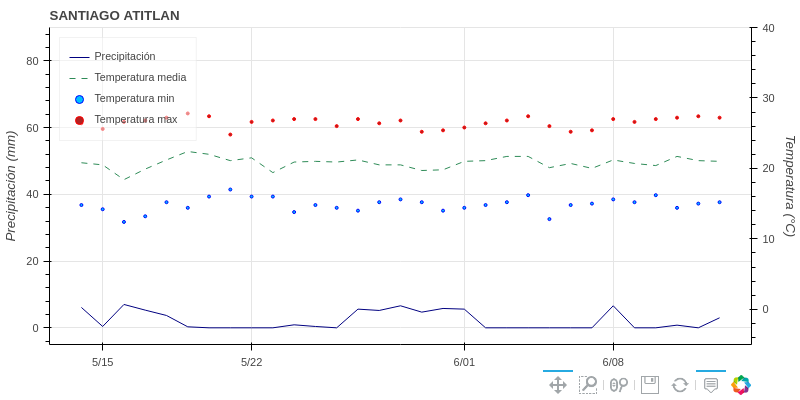 SANTIAGO ATITLAN
Precipitación
Temperatura media
Temperatura min
Temperatura max
Precipitación (mm)
80
60
40
20
0
Temperatura (°C)
40
30
20
10
0
5/15
5/22
6/01
6/08